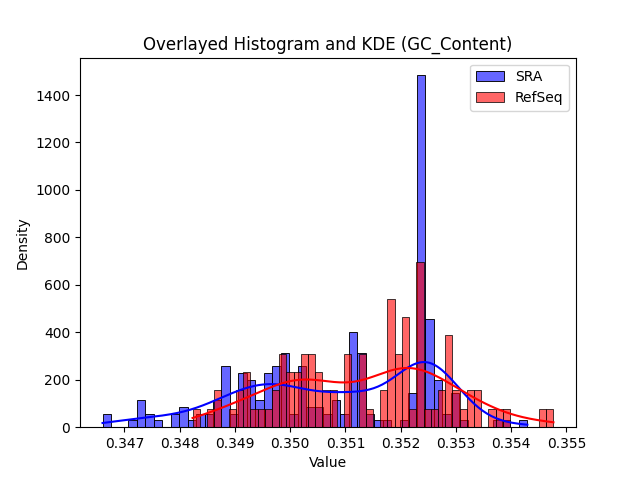 Overlayed Histogram and KDE (GC_Content)
SRA
RefSeq
1400
1200
1000
800
600
400
200
0
Density
0.347 0.348 0.349 0.350 0.351 0.352 0.353 0.354 0.355
Value